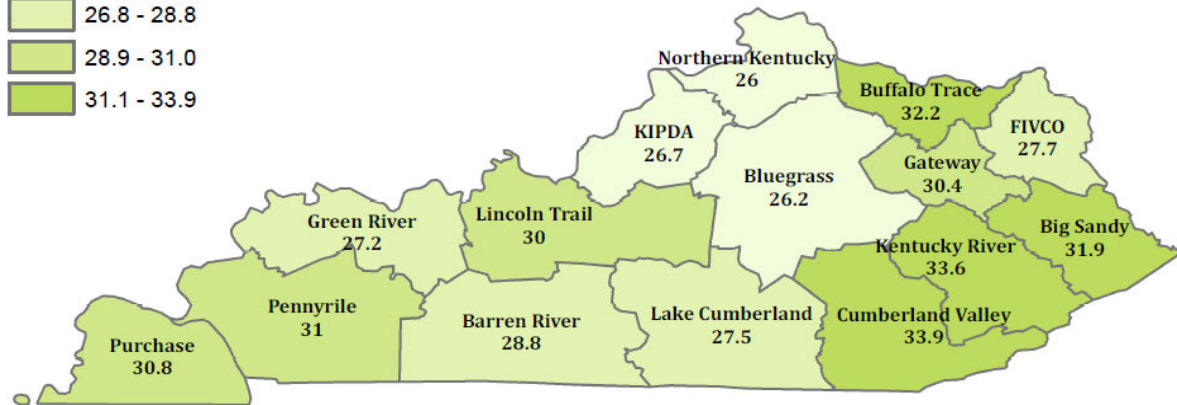 26.8 - 28.8
28.9 - 31.0
31.1 - 33.9
Northern Kentucky
26
Buffalo Trace
32.2
FIVCO
27.7
KIPDA
26.7
Gateway
30.4
Bluegrass
26.2
Green River
27.2
Lincoln Trail
30
Big Sandy
31.9
Kentucky River
33.6
Pennyrile
31
Barren River
28.8
Lake Cumberland
27.5
Cumberland Valley
33.9
Purchase
30.8